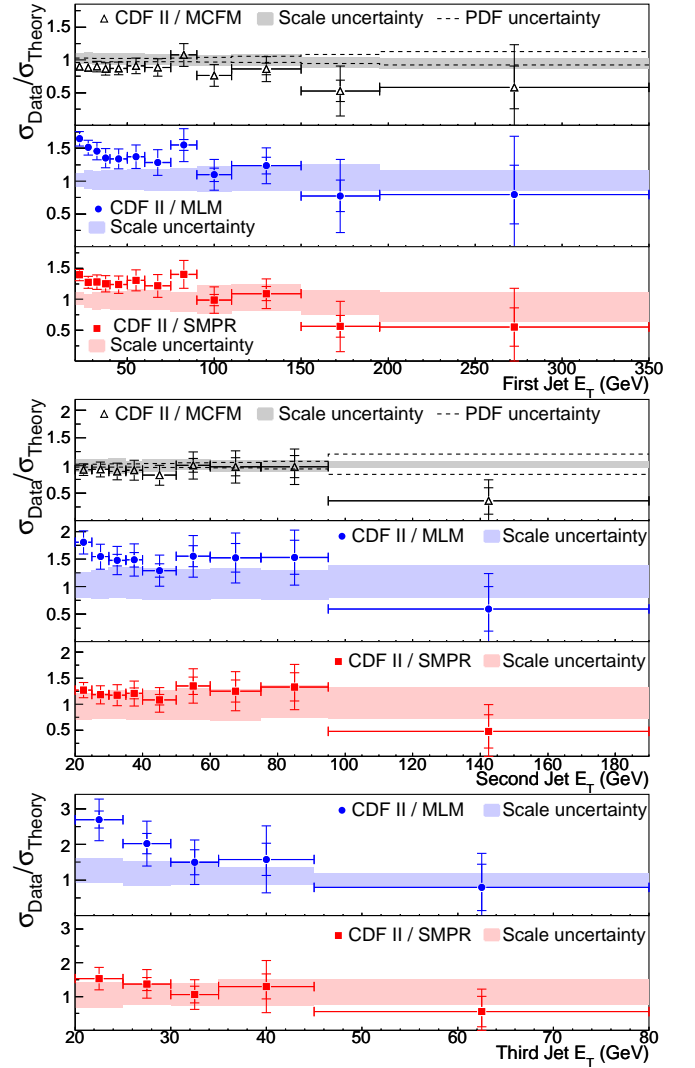 CDF II / MCFM Scale uncertainty PDF uncertainty
σData/σTheory
1.5
1
0.5
1.5
1
0.5
CDF II / MLM
Scale uncertainty
1.5
1
0.5
CDF II / SMPR
Scale uncertainty
50 100 150 200 250 300 350
First Jet ET (GeV)
CDF II / MCFM Scale uncertainty PDF uncertainty
σData/σTheory
2
1.5
1
0.5
CDF II / MLM Scale uncertainty
2
1.5
1
0.5
CDF II / SMPR Scale uncertainty
2
1.5
1
0.5
20 40 60 80 100 120 140 160 180
Second Jet ET (GeV)
CDF II / MLM Scale uncertainty
σData/σTheory
3
2
1
CDF II / SMPR Scale uncertainty
3
2
1
20 30 40 50 60 70 80
Third Jet ET (GeV)